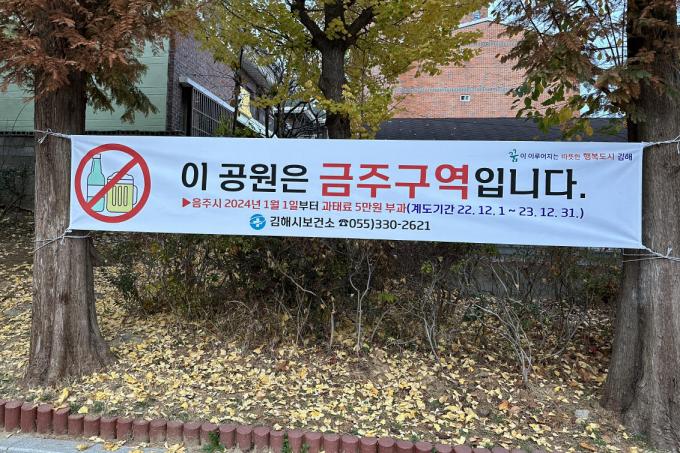 꿈이 이루어지는 따뜻한 행복도시 김해
이 공원은 금주구역입니다.
▶음주시 2024년 1월 1일부터 과태료 5만원 부과(계도기간 22. 12. 1 ~ 23. 12. 31.)
김해시보건소 ☎055)330-2621